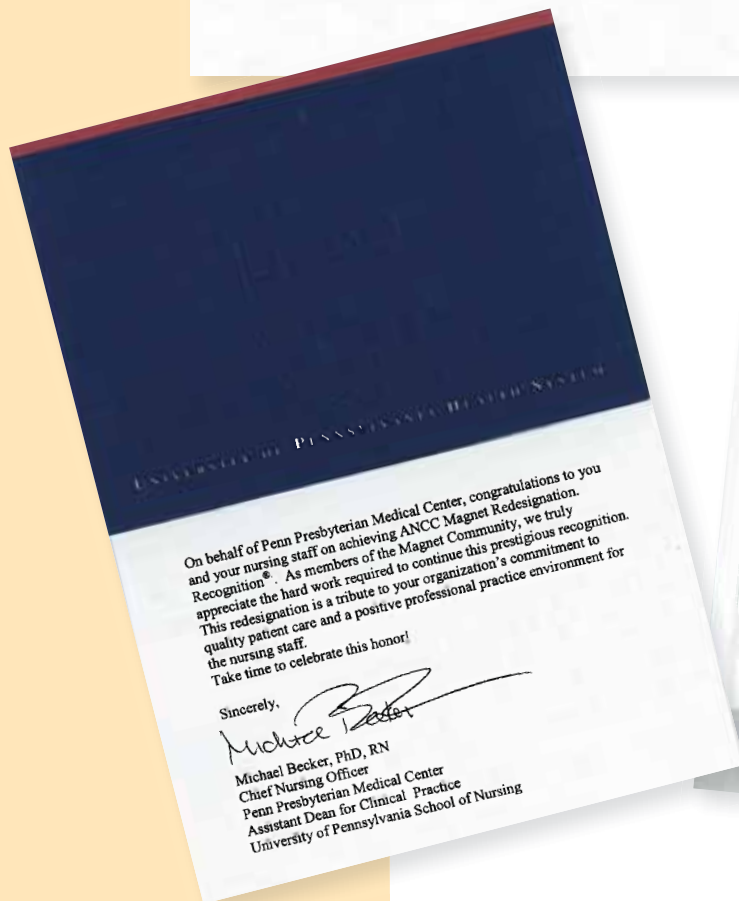 UNIVERSITY OF PENNSYLVANIA HEALTH SYSTEM
On behalf of Penn Presbyterian Medical Center, congratulations to you
and your nursing staff on achieving ANCC Magnet Redesignation.
Recognition®. As members of the Magnet Community, we truly
appreciate the hard work required to continue this prestigious recognition.
This redesignation is a tribute to your organization's commitment to
quality patient care and a positive professional practice environment for
the nursing staff.
Take time to celebrate this honor!
Sincerely,
Michael Becker
Michael Becker, PhD, RN
Chief Nursing Officer
Penn Presbyterian Medical Center
Assistant Dean for Clinical Practice
University of Pennsylvania School of Nursing